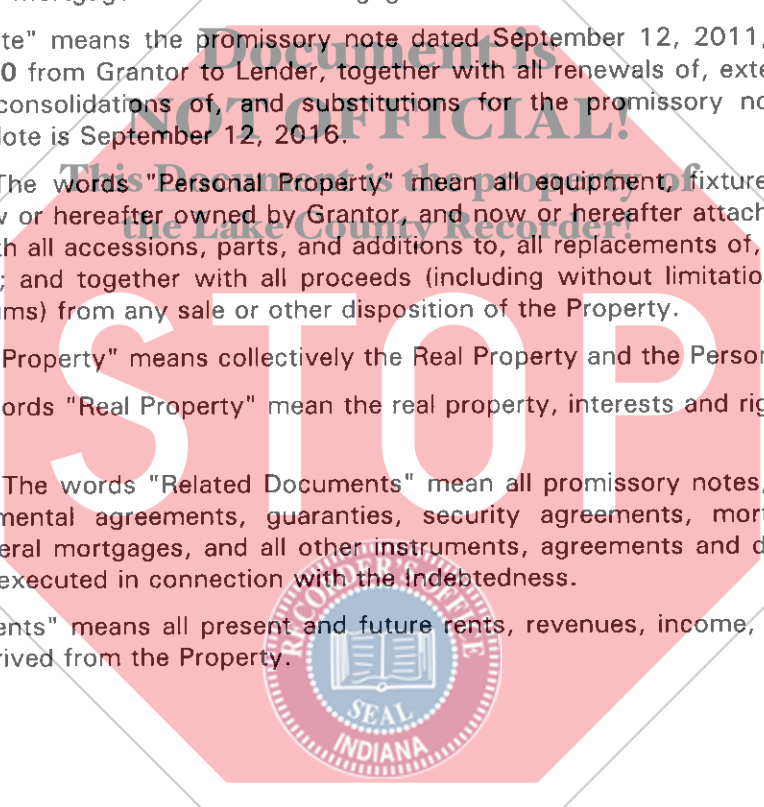 te" means the promissory note dated September 12, 2011,
0 from Grantor to Lender, together with all renewals of, exte
consolidations of, and substitutions for the promissory no
lote is September 12, 2016.
The words "Personal Property" mean all equipment, fixture
v or hereafter owned by Grantor, and now or hereafter attach
th all accessions, parts, and additions to, all replacements of,
; and together with all proceeds (including without limitatio
ums) from any sale or other disposition of the Property.
Property" means collectively the Real Property and the Person
ords "Real Property" mean the real property, interests and rig
The words "Related Documents" mean all promissory notes,
mental agreements, guaranties, security agreements, mort
eral mortgages, and all other instruments, agreements and d
executed in connection with the Indebtedness.
ents" means all present and future rents, revenues, income,
rived from the Property.
Document is
NOT OFFICIAL!
This Document is the property of
the Lake County Recorder!
STOP
RECORDER'S OFFICE
SEAL
INDIANA